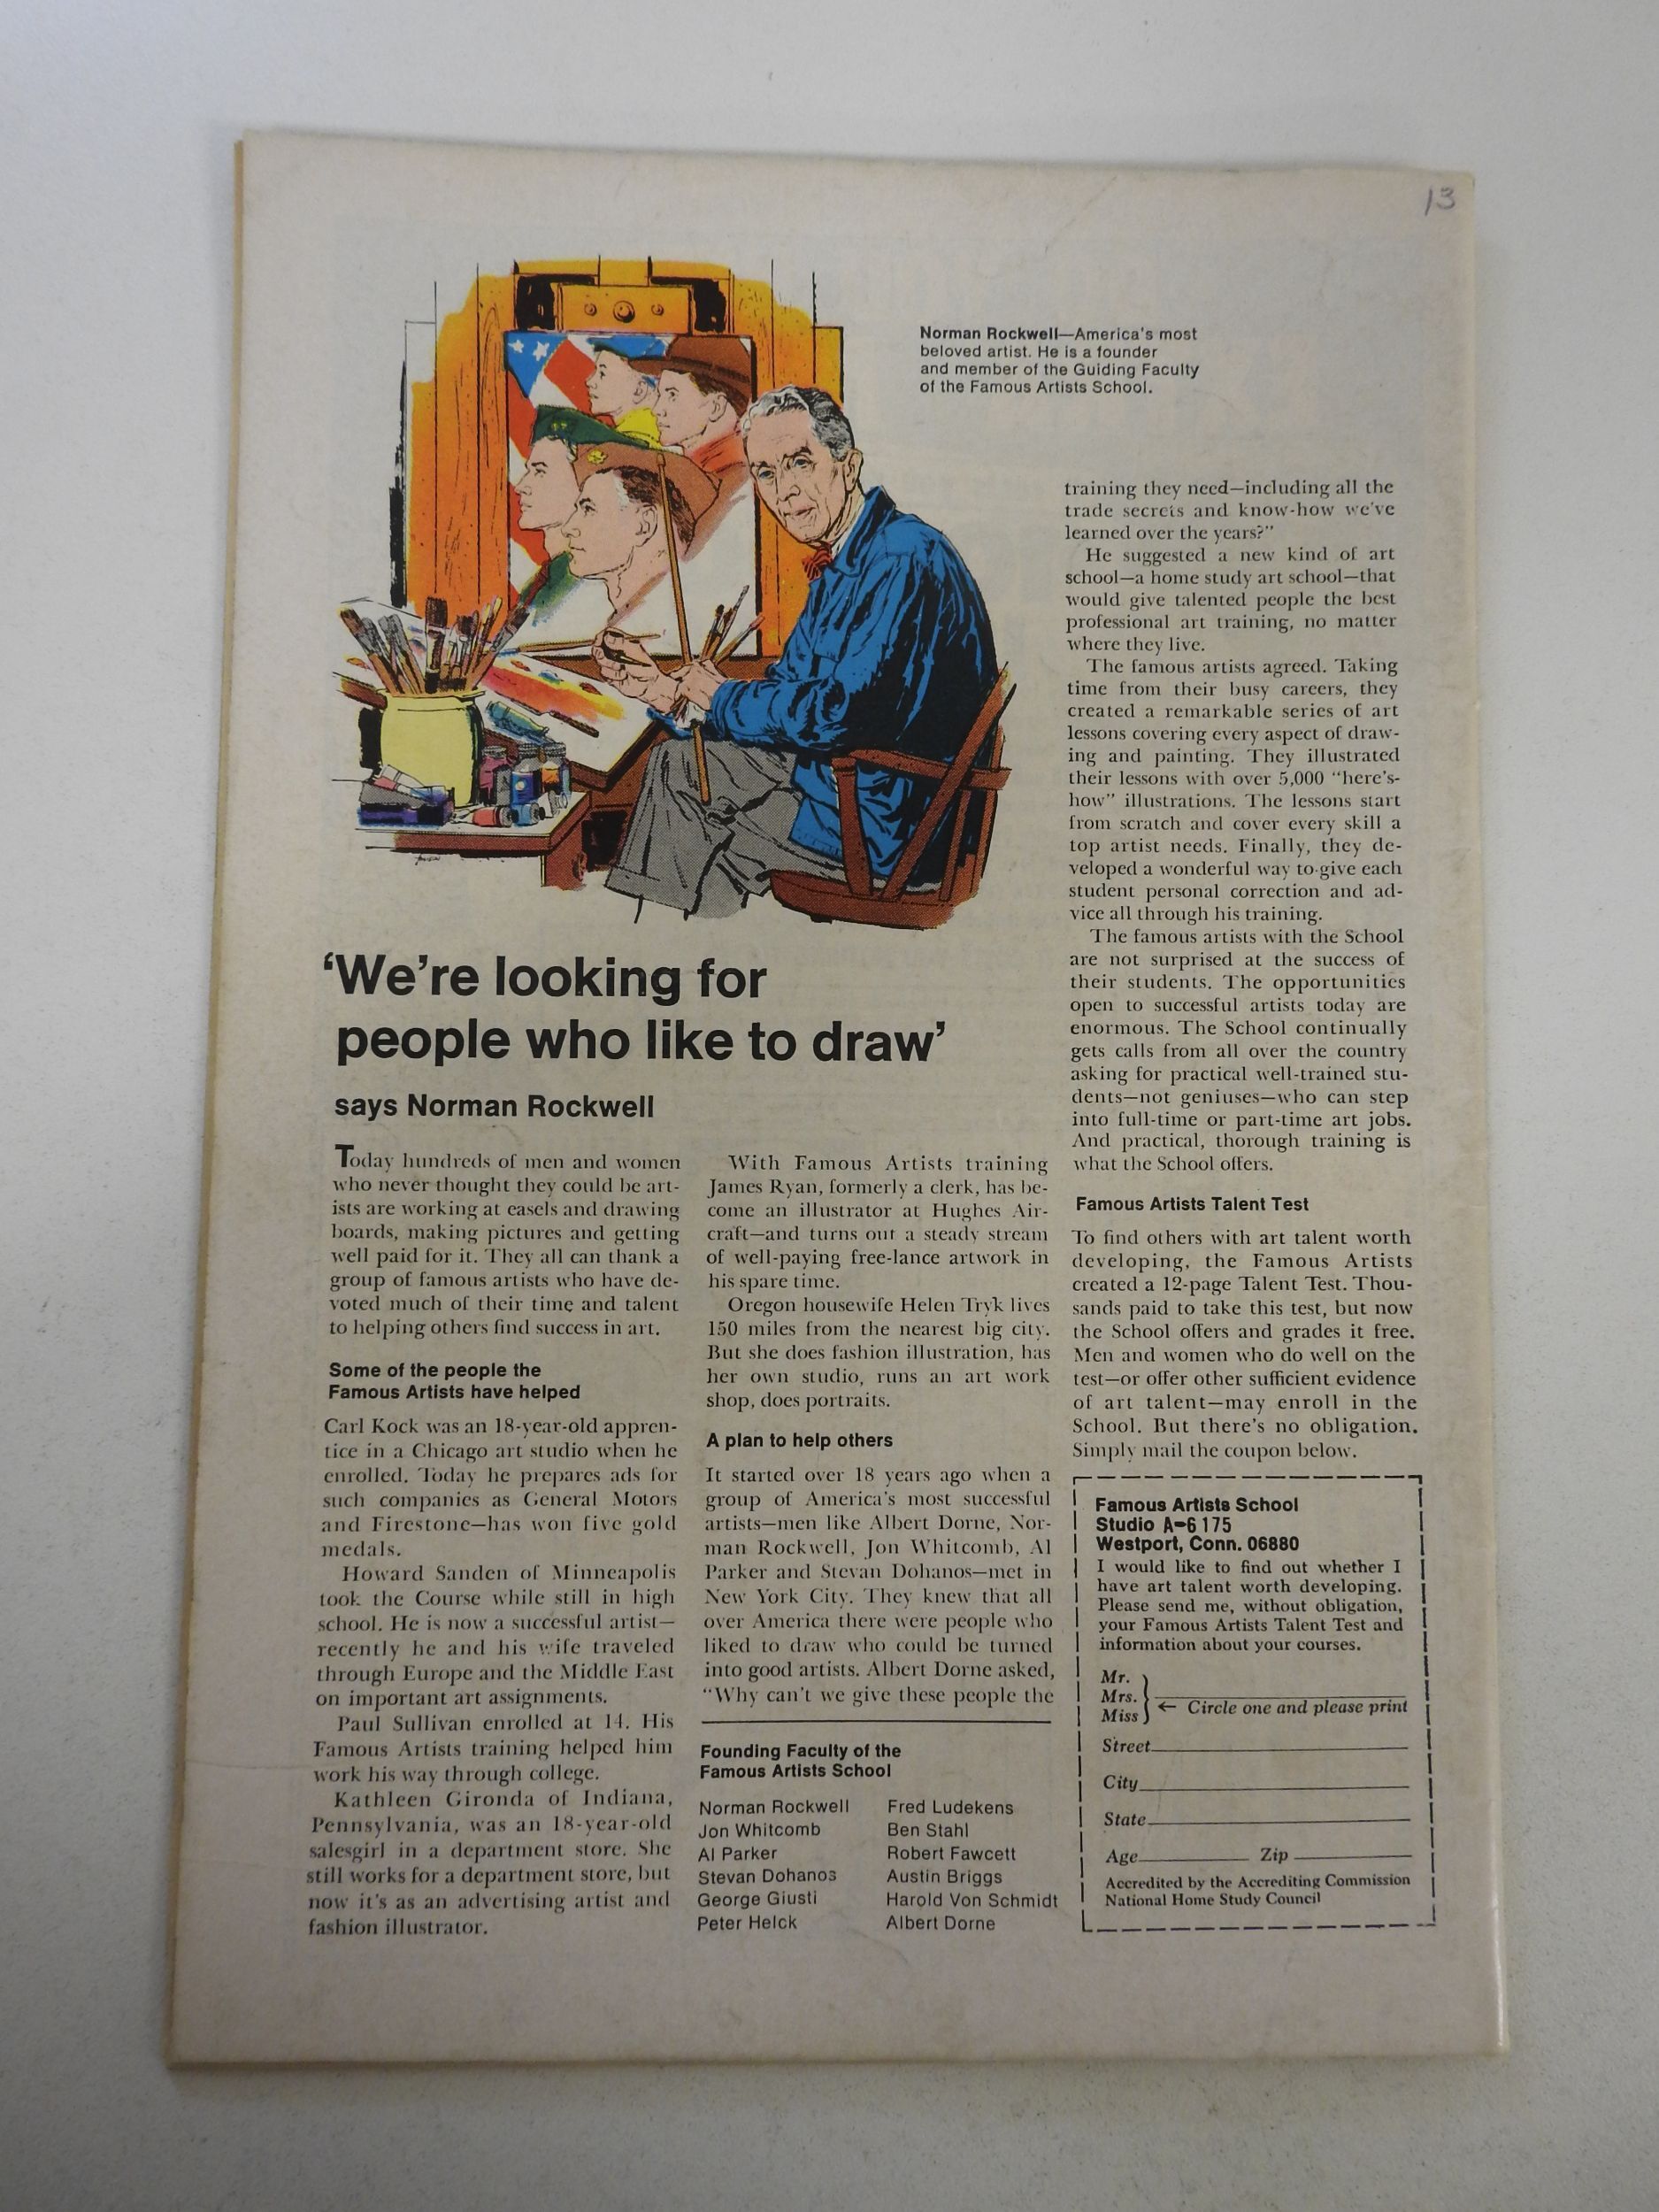 13
Norman Rockwell—America's most
beloved artist. He is a founder
and member of the Guiding Faculty
of the Famous Artists School.
'We're looking for
people who like to draw'
says Norman Rockwell
Today hundreds of men and women
who never thought they could be art-
ists are working at easels and drawing
boards, making pictures and getting
well paid for it. They all can thank a
group of famous artists who have de-
voted much of their time and talent
to helping others find success in art.
Some of the people the
Famous Artists have helped
Carl Kock was an 18-year-old appren-
tice in a Chicago art studio when he
enrolled. Today he prepares ads for
such companies as General Motors
and Firestone—has won five gold
medals.
Howard Sanden of Minneapolis
took the Course while still in high
school. He is now a successful artist—
recently he and his wife traveled
through Europe and the Middle East
on important art assignments.
Paul Sullivan enrolled at 14. His
Famous Artists training helped him
work his way through college.
Kathleen Gironda of Indiana,
Pennsylvania, was an 18-year-old
salesgirl in a department store. She
still works for a department store, but
now it's as an advertising artist and
fashion illustrator.
With Famous Artists training
James Ryan, formerly a clerk, has be-
come an illustrator at Hughes Air-
craft—and turns out a steady stream
of well-paying free-lance artwork in
his spare time.
Oregon housewife Helen Tryk lives
150 miles from the nearest big city.
But she does fashion illustration, has
her own studio, runs an art work
shop, does portraits.
A plan to help others
It started over 18 years ago when a
group of America's most successful
artists—men like Albert Dorne, Nor-
man Rockwell, Jon Whitcomb, Al
Parker and Stevan Dohanos—met in
New York City. They knew that all
over America there were people who
liked to draw who could be turned
into good artists. Albert Dorne asked,
"Why can't we give these people the
Founding Faculty of the
Famous Artists School
Norman Rockwell
Jon Whitcomb
Al Parker
Stevan Dohanos
George Giusti
Peter Helck
Fred Ludekens
Ben Stahl
Robert Fawcett
Austin Briggs
Harold Von Schmidt
Albert Dorne
training they need—including all the
trade secrets and know-how we've
learned over the years?"
He suggested a new kind of art
school—a home study art school—that
would give talented people the best
professional art training, no matter
where they live.
The famous artists agreed. Taking
time from their busy careers, they
created a remarkable series of art
lessons covering every aspect of draw-
ing and painting. They illustrated
their lessons with over 5,000 "here's-
how" illustrations. The lessons start
from scratch and cover every skill a
top artist needs. Finally, they de-
veloped a wonderful way to give each
student personal correction and ad-
vice all through his training.
The famous artists with the School
are not surprised at the success of
their students. The opportunities
open to successful artists today are
enormous. The School continually
gets calls from all over the country
asking for practical well-trained stu-
dents—not geniuses—who can step
into full-time or part-time art jobs.
And practical, thorough training is
what the School offers.
Famous Artists Talent Test
To find others with art talent worth
developing, the Famous Artists
created a 12-page Talent Test. Thou-
sands paid to take this test, but now
the School offers and grades it free.
Men and women who do well on the
test—or offer other sufficient evidence
of art talent—may enroll in the
School. But there's no obligation.
Simply mail the coupon below.
Famous Artists School
Studio A-6175
Westport, Conn. 06880
I would like to find out whether I
have art talent worth developing.
Please send me, without obligation,
your Famous Artists Talent Test and
information about your courses.
Mr.
Mrs.
Miss
← Circle one and please print
Street
City
State
Age Zip
Accredited by the Accrediting Commission
National Home Study Council